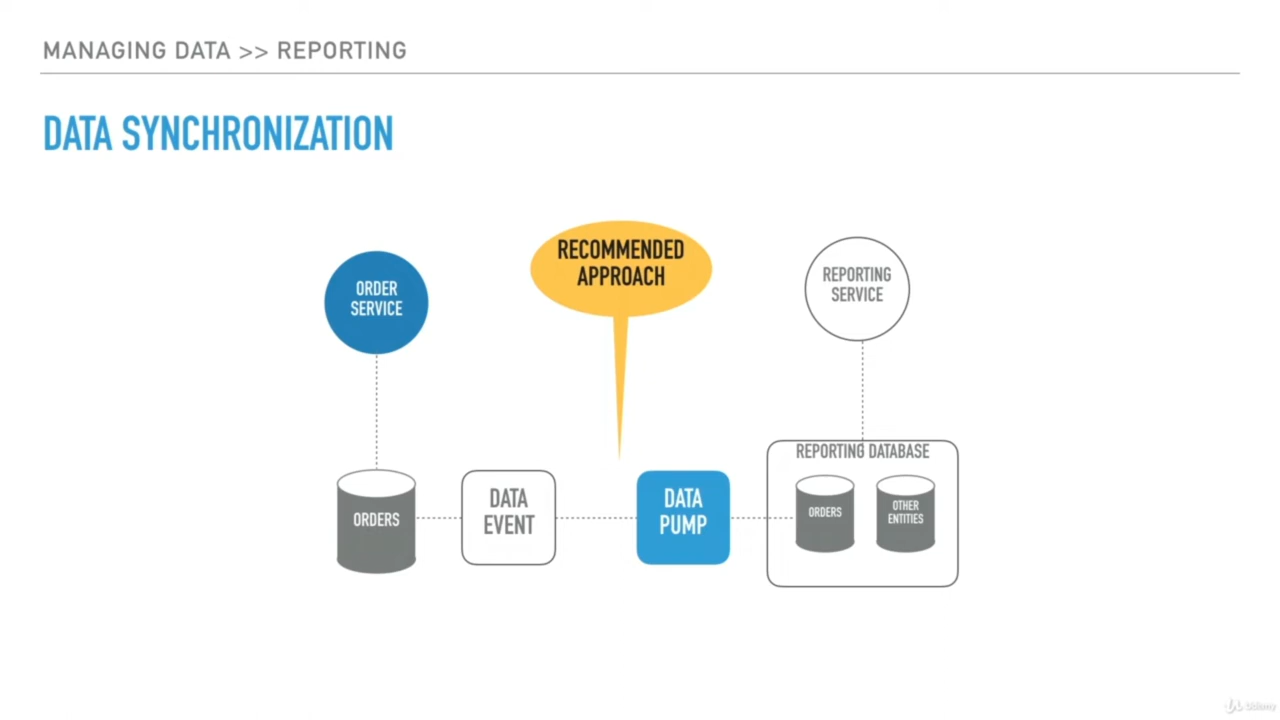 MANAGING DATA >> REPORTING
DATA SYNCHRONIZATION
RECOMMENDED
APPROACH
ORDER
SERVICE
REPORTING
SERVICE
REPORTING DATABASE
ORDERS
DATA
EVENT
DATA
PUMP
ORDERS
OTHER
ENTITIES
Udemy